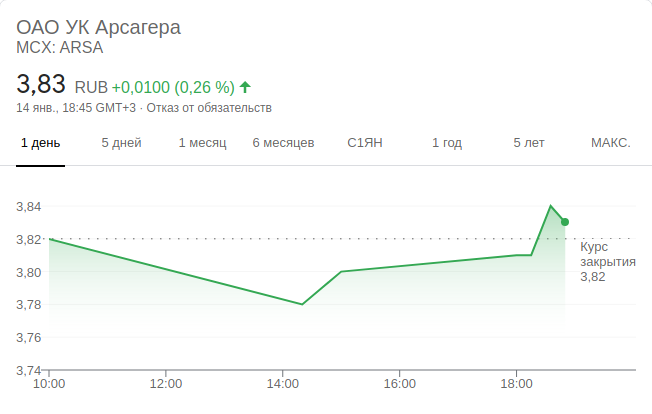 ОАО УК Арсагера
MCX: ARSA
3,83 RUB +0,0100 (0,26 %)
14 янв., 18:45 GMT+3 · Отказ от обязательств
1 день 5 дней 1 месяц 6 месяцев С1ЯН 1 год 5 лет МАКС.
3,84
3,82
Курс
закрытия
3,82
3,80
3,78
3,76
3,74
10:00 12:00 14:00 16:00 18:00